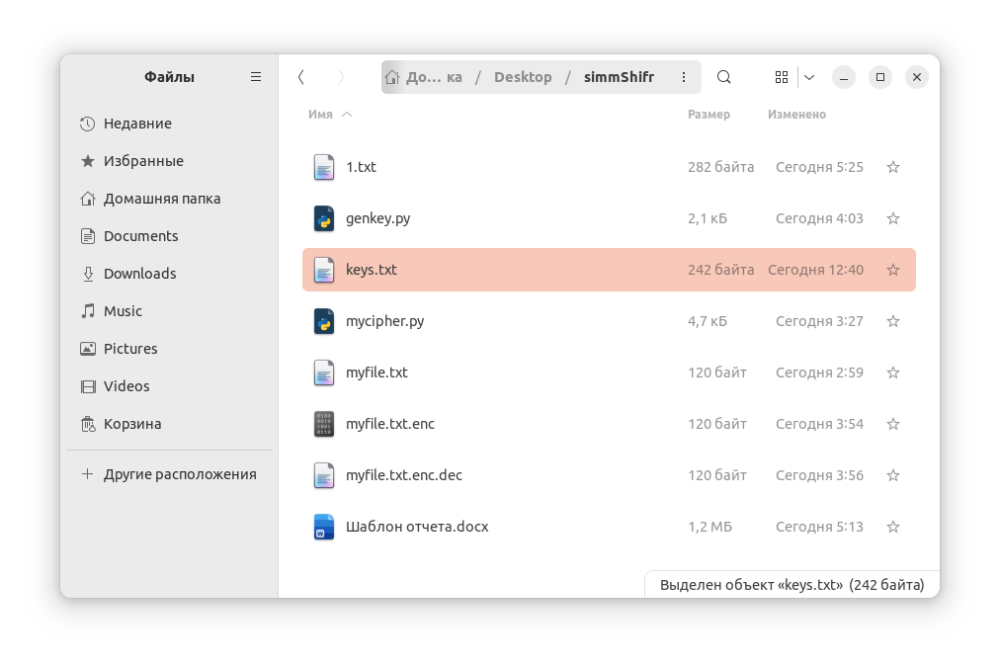 Файлы
До... ка / Desktop / simmShifr
Недавние
Избранные
Домашняя папка
Documents
Downloads
Music
Pictures
Videos
Корзина
Другие расположения
Имя Размер Изменено
1.txt 282 байта Сегодня 5:25
genkey.py 2,1 кБ Сегодня 4:03
keys.txt 242 байта Сегодня 12:40
mycipher.py 4,7 кБ Сегодня 3:27
myfile.txt 120 байт Сегодня 2:59
myfile.txt.enc 120 байт Сегодня 3:54
myfile.txt.enc.dec 120 байт Сегодня 3:56
Шаблон отчета.docx 1,2 МБ Сегодня 5:13
Выделен объект «keys.txt» (242 байта)